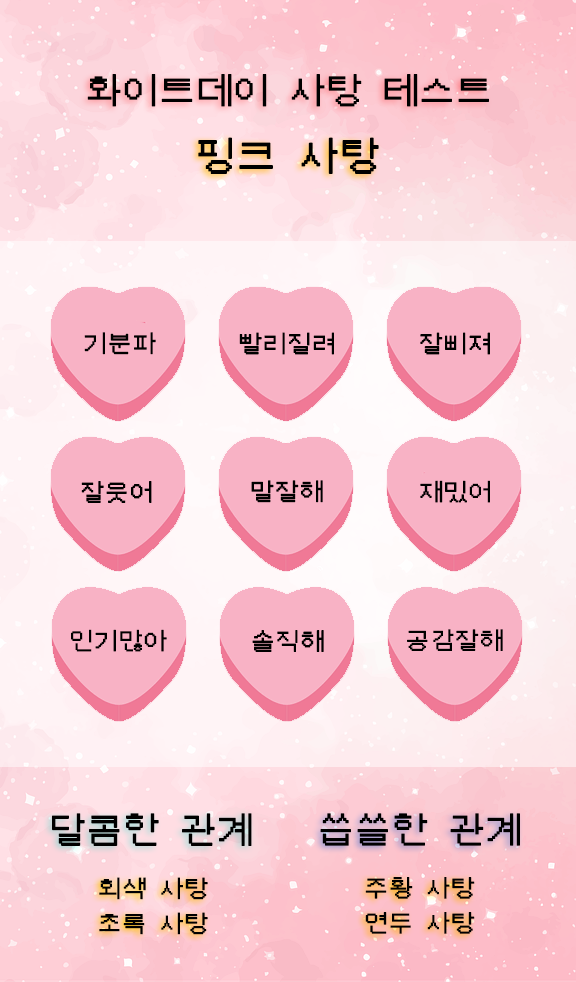 화이트데이 사탕 테스트
핑크 사탕
기분파 빨리질려 잘삐져
잘웃어 말잘해 재밌어
인기많아 솔직해 공감잘해
달콤한 관계 씁쓸한 관계
회색 사탕 주황 사탕
초록 사탕 연두 사탕